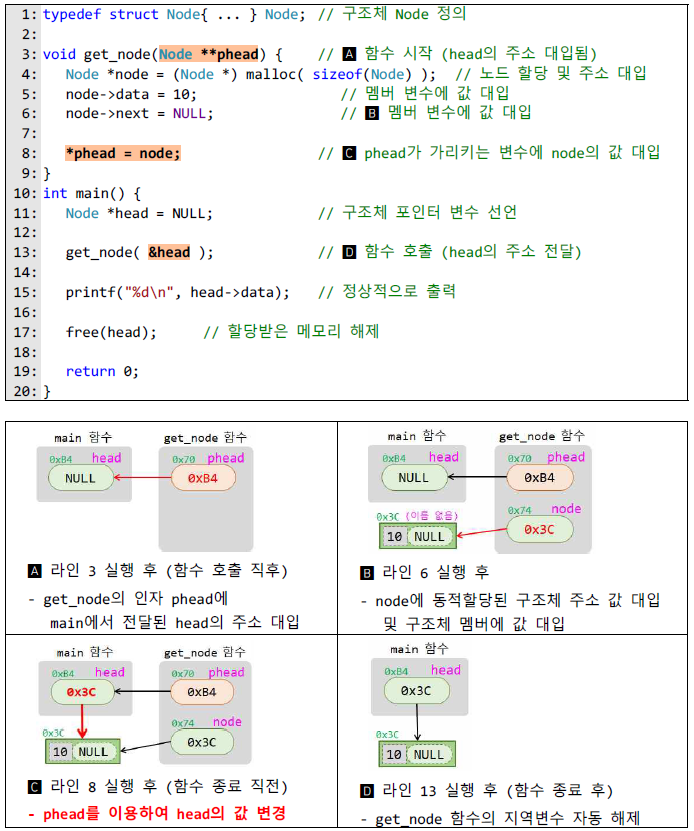 1: typedef struct Node{ ... } Node; // 구조체 Node 정의
2:
3: void get_node(Node **phead) { // A 함수 시작 (head의 주소 대입됨)
4: Node *node = (Node *) malloc( sizeof(Node) ); // 노드 할당 및 주소 대입
5: node->data = 10; // 멤버 변수에 값 대입
6: node->next = NULL; // B 멤버 변수에 값 대입
7:
8: *phead = node; // C phead가 가리키는 변수에 node의 값 대입
9: }
10: int main() {
11: Node *head = NULL; // 구조체 포인터 변수 선언
12:
13: get_node( &head ); // D 함수 호출 (head의 주소 전달)
14:
15: printf("%d\n", head->data); // 정상적으로 출력
16:
17: free(head); // 할당받은 메모리 해제
18:
19: return 0;
20: }
main 함수 get_node 함수
0xB4 head 0x70 phead
NULL 0xB4
A 라인 3 실행 후 (함수 호출 직후)
- get_node의 인자 phead에
main에서 전달된 head의 주소 대입
main 함수 get_node 함수
0xB4 head 0x70 phead
NULL 0xB4
0x3C (이름 없음) 0x74 node
10 NULL 0x3C
B 라인 6 실행 후
- node에 동적할당된 구조체 주소 값 대입
및 구조체 멤버에 값 대입
main 함수 get_node 함수
0xB4 head 0x70 phead
0x3C 0xB4
0x3C 0x74 node
10 NULL 0x3C
C 라인 8 실행 후 (함수 종료 직전)
- phead를 이용하여 head의 값 변경
main 함수
0xB4 head
0x3C
0x3C
10 NULL
D 라인 13 실행 후 (함수 종료 후)
- get_node 함수의 지역변수 자동 해제